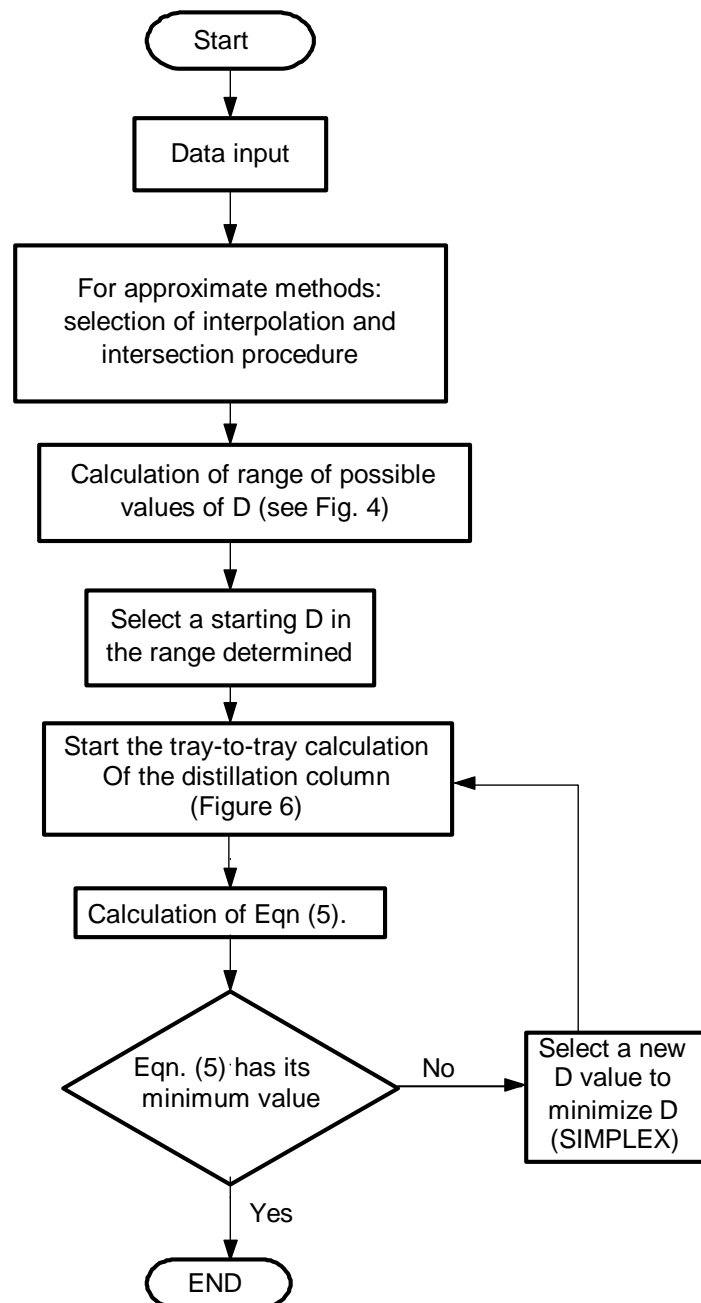 Start
Data input
For approximate methods:
selection of interpolation and
intersection procedure
Calculation of range of possible
values of D (see Fig. 4)
Select a starting D in
the range determined
Start the tray-to-tray calculation
Of the distillation column
(Figure 6)
Calculation of Eqn (5).
Eqn. (5) has its
minimum value
No
Select a new
D value to
minimize D
(SIMPLEX)
Yes
END